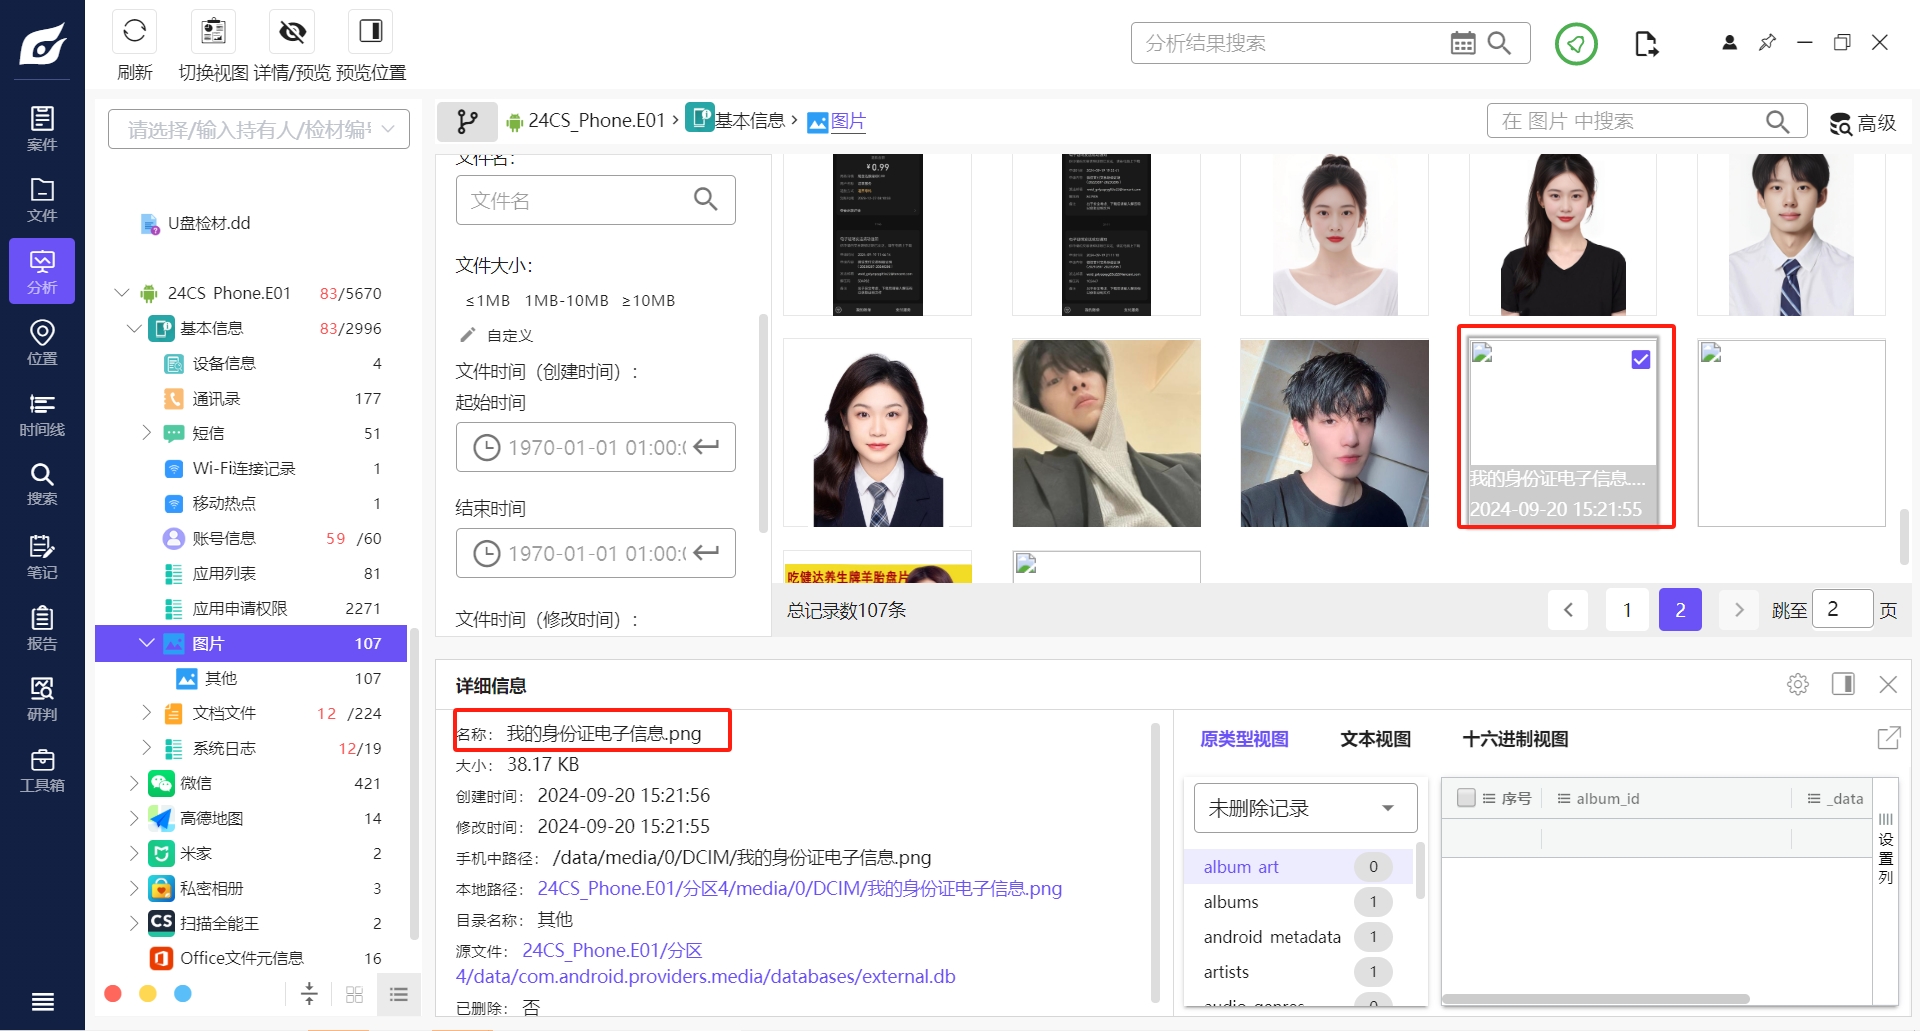 刷新
切换视图
详情/预览
预览位置
分析结果搜索
案件
文件
分析
位置
时间线
搜索
笔记
报告
研判
工具箱
请选择/输入持有人/检材编号
U盘检材.dd
24CS_Phone.E01 83/5670
基本信息 83/2996
设备信息 4
通讯录 177
短信 51
Wi-Fi连接记录 1
移动热点 1
账号信息 59 /60
应用列表 81
应用申请权限 2271
图片 107
其他 107
文档文件 12 /224
系统日志 12/19
微信 421
高德地图 14
米家 2
私密相册 3
CS 扫描全能王 2
Office文件元信息 16
24CS_Phone.E01 › 基本信息 › 图片
在 图片 中搜索
高级
文件名:
文件名
文件大小:
≤1MB 1MB-10MB ≥10MB
自定义
文件时间（创建时间）:
起始时间
1970-01-01 01:00:(
结束时间
1970-01-01 01:00:(
文件时间（修改时间）:
¥0.99
我的身份证电子信息....
2024-09-20 15:21:55
吃健达养生牌羊胎盘片
总记录数107条
1
2
跳至 2 页
详细信息
名称: 我的身份证电子信息.png
大小: 38.17 KB
创建时间: 2024-09-20 15:21:56
修改时间: 2024-09-20 15:21:55
手机中路径: /data/media/0/DCIM/我的身份证电子信息.png
本地路径: 24CS_Phone.E01/分区4/media/0/DCIM/我的身份证电子信息.png
目录名称: 其他
源文件: 24CS_Phone.E01/分区
4/data/com.android.providers.media/databases/external.db
已删除: 否
原类型视图
文本视图
十六进制视图
未删除记录
album art 0
albums 1
android metadata 1
artists 1
audio genres 0
序号
album_id
_data
设置列